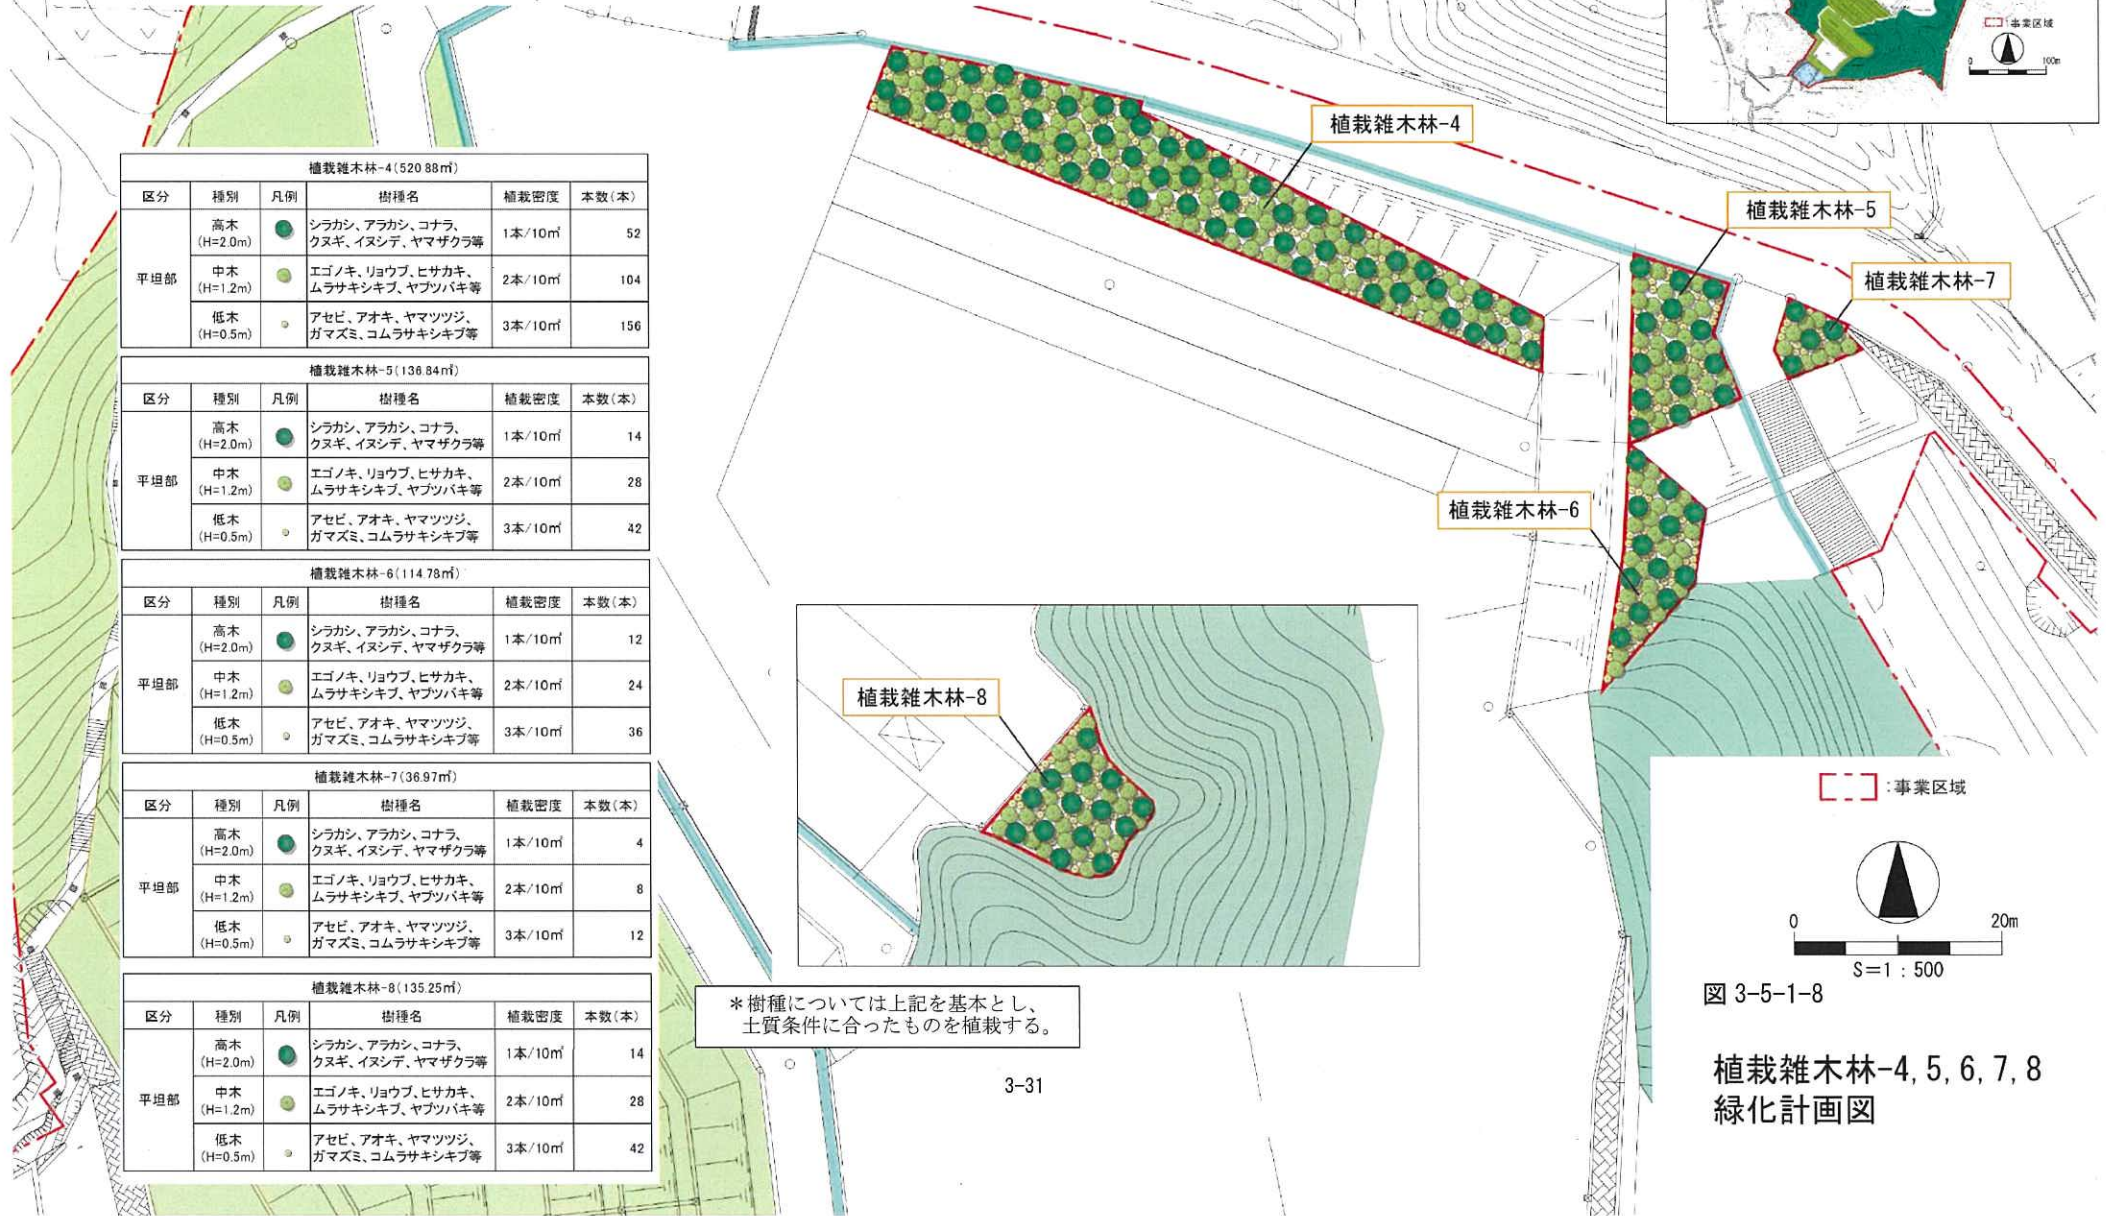 植栽雑木林-4(520.88㎡)
区分 種別 凡例 樹種名 植栽密度 本数(本)
平坦部
高木
(H=2.0m)
シラカシ、アラカシ、コナラ、
クヌギ、イヌシデ、ヤマザクラ等
1本/10㎡ 52
中木
(H=1.2m)
エゴノキ、リョウブ、ヒサカキ、
ムラサキシキブ、ヤブツバキ等
2本/10㎡ 104
低木
(H=0.5m)
アセビ、アオキ、ヤマツツジ、
ガマズミ、コムラサキシキブ等
3本/10㎡ 156
植栽雑木林-5(136.84㎡)
区分 種別 凡例 樹種名 植栽密度 本数(本)
平坦部
高木
(H=2.0m)
シラカシ、アラカシ、コナラ、
クヌギ、イヌシデ、ヤマザクラ等
1本/10㎡ 14
中木
(H=1.2m)
エゴノキ、リョウブ、ヒサカキ、
ムラサキシキブ、ヤブツバキ等
2本/10㎡ 28
低木
(H=0.5m)
アセビ、アオキ、ヤマツツジ、
ガマズミ、コムラサキシキブ等
3本/10㎡ 42
植栽雑木林-6(114.78㎡)
区分 種別 凡例 樹種名 植栽密度 本数(本)
平坦部
高木
(H=2.0m)
シラカシ、アラカシ、コナラ、
クヌギ、イヌシデ、ヤマザクラ等
1本/10㎡ 12
中木
(H=1.2m)
エゴノキ、リョウブ、ヒサカキ、
ムラサキシキブ、ヤブツバキ等
2本/10㎡ 24
低木
(H=0.5m)
アセビ、アオキ、ヤマツツジ、
ガマズミ、コムラサキシキブ等
3本/10㎡ 36
植栽雑木林-7(36.97㎡)
区分 種別 凡例 樹種名 植栽密度 本数(本)
平坦部
高木
(H=2.0m)
シラカシ、アラカシ、コナラ、
クヌギ、イヌシデ、ヤマザクラ等
1本/10㎡ 4
中木
(H=1.2m)
エゴノキ、リョウブ、ヒサカキ、
ムラサキシキブ、ヤブツバキ等
2本/10㎡ 8
低木
(H=0.5m)
アセビ、アオキ、ヤマツツジ、
ガマズミ、コムラサキシキブ等
3本/10㎡ 12
植栽雑木林-8(135.25㎡)
区分 種別 凡例 樹種名 植栽密度 本数(本)
平坦部
高木
(H=2.0m)
シラカシ、アラカシ、コナラ、
クヌギ、イヌシデ、ヤマザクラ等
1本/10㎡ 14
中木
(H=1.2m)
エゴノキ、リョウブ、ヒサカキ、
ムラサキシキブ、ヤブツバキ等
2本/10㎡ 28
低木
(H=0.5m)
アセビ、アオキ、ヤマツツジ、
ガマズミ、コムラサキシキブ等
3本/10㎡ 42
:事業区域
0 100m
植栽雑木林-4
植栽雑木林-5
植栽雑木林-7
植栽雑木林-6
植栽雑木林-8
*樹種については上記を基本とし、
土質条件に合ったものを植栽する。
3-31
:事業区域
0 20m
S=1:500
図 3-5-1-8
植栽雑木林-4, 5, 6, 7, 8
緑化計画図